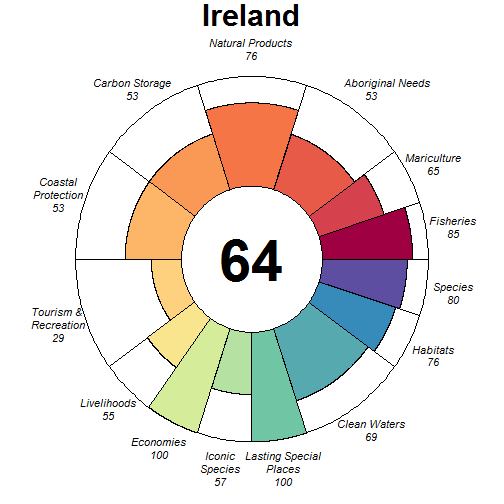 Ireland
Natural Products
76
Carbon Storage
53
Aboriginal Needs
53
Mariculture
65
Coastal
Protection
53
Fisheries
85
64
Species
80
Tourism &
Recreation
29
Habitats
76
Livelihoods
55
Clean Waters
69
Economies
100
Iconic
Species
57
Lasting Special
Places
100